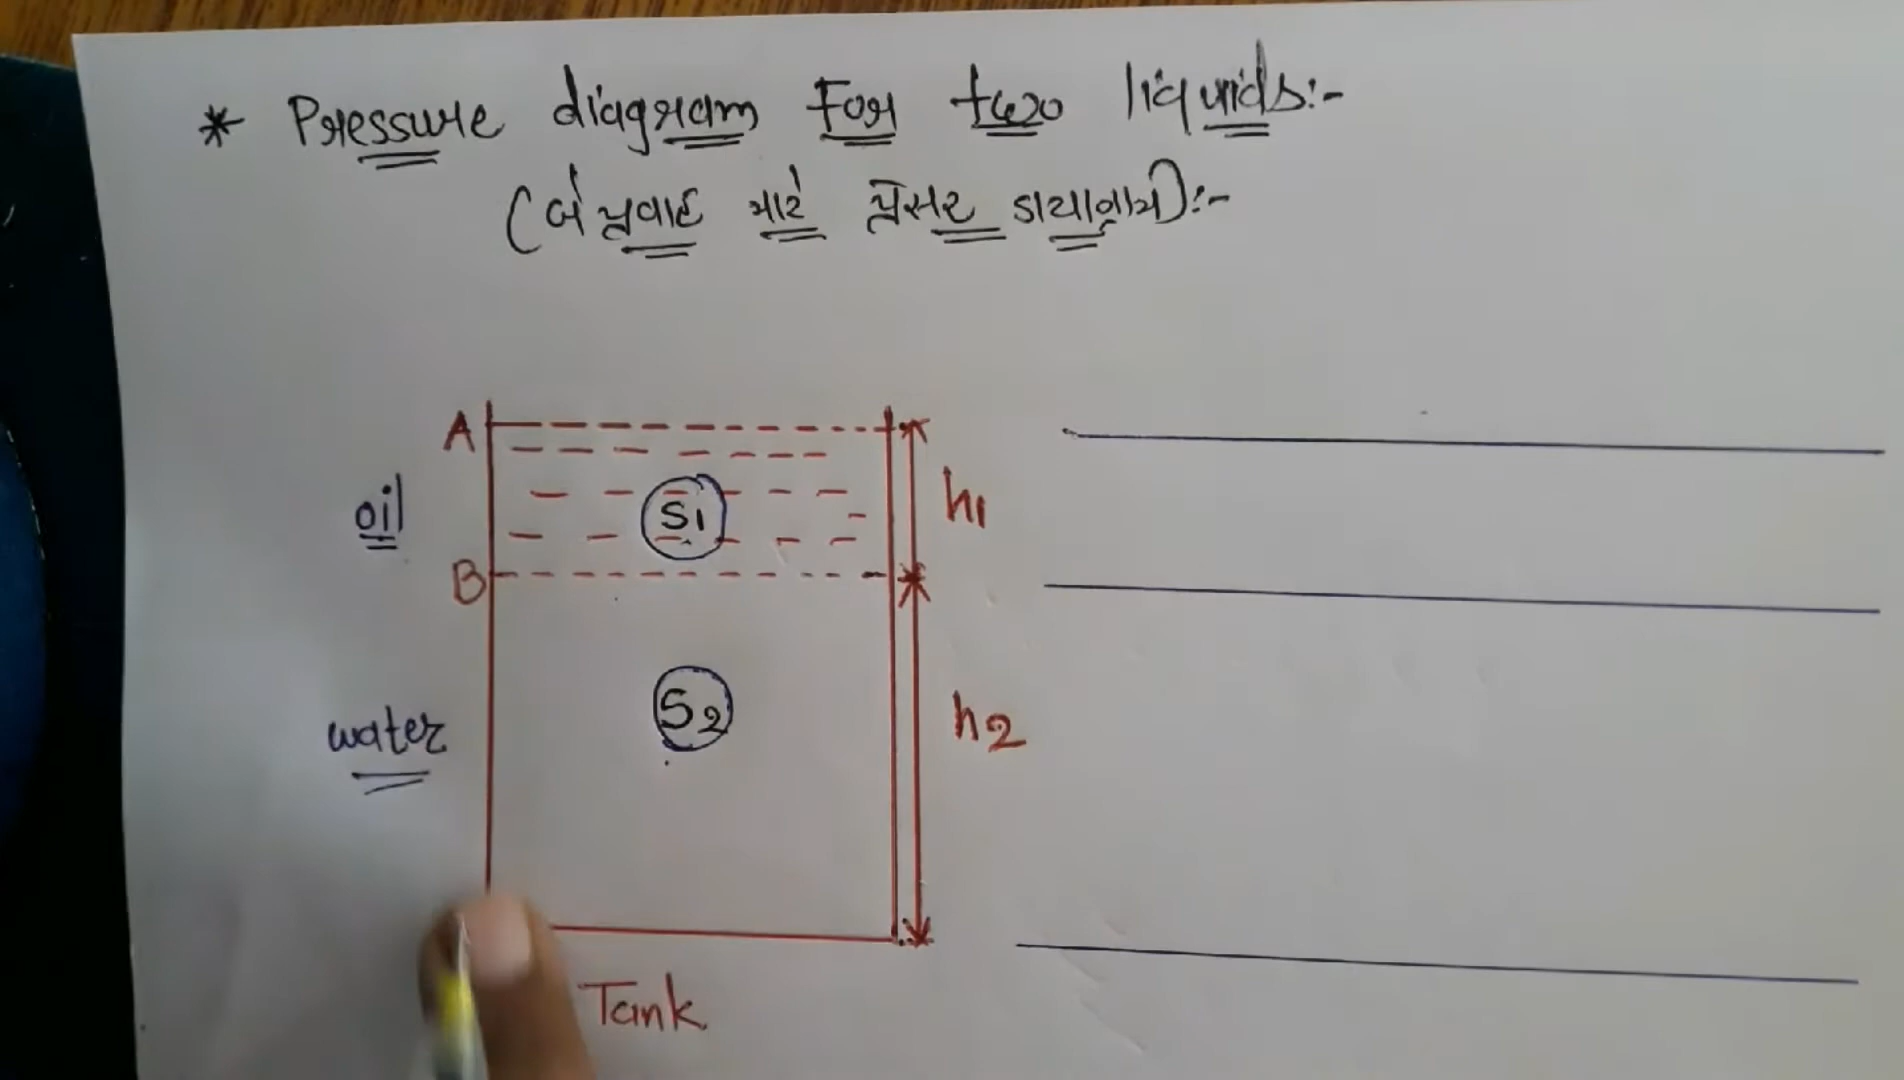 * Pressure diagram For two liquids:-
(બે પ્રવાહ માટે પ્રેસર ડાયાગ્રામ):-
A
oil
S1
h1
B
S2
h2
water
Tank